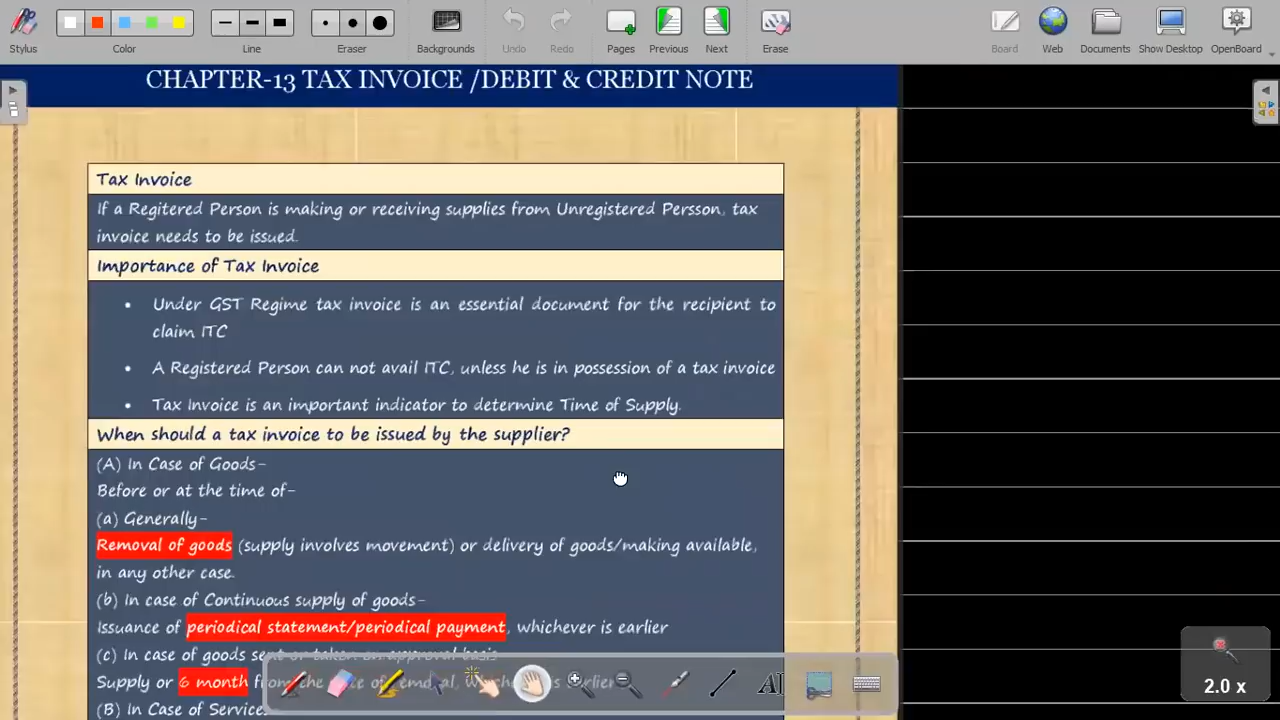 Stylus
Color
Line
Eraser
Backgrounds
Undo
Redo
Pages
Previous
Next
Erase
Board
Web
Documents
Show Desktop
OpenBoard
CHAPTER-13 TAX INVOICE /DEBIT & CREDIT NOTE
Tax Invoice
If a Regitered Person is making or receiving supplies from Unregistered Persson, tax
invoice needs to be issued.
Importance of Tax Invoice
• Under GST Regime tax invoice is an essential document for the recipient to
claim ITC
• A Registered Person can not avail ITC, unless he is in possession of a tax invoice
• Tax Invoice is an important indicator to determine Time of Supply.
When should a tax invoice to be issued by the supplier?
(A) In Case of Goods-
Before or at the time of-
(a) Generally-
Removal of goods (supply involves movement) or delivery of goods/making available,
in any other case.
(b) In case of Continuous supply of goods-
Issuance of periodical statement/periodical payment, whichever is earlier
(c) In case of goods sent or taken on approval basis
Supply or 6 month from the
(B) In Case of Service
2.0 x